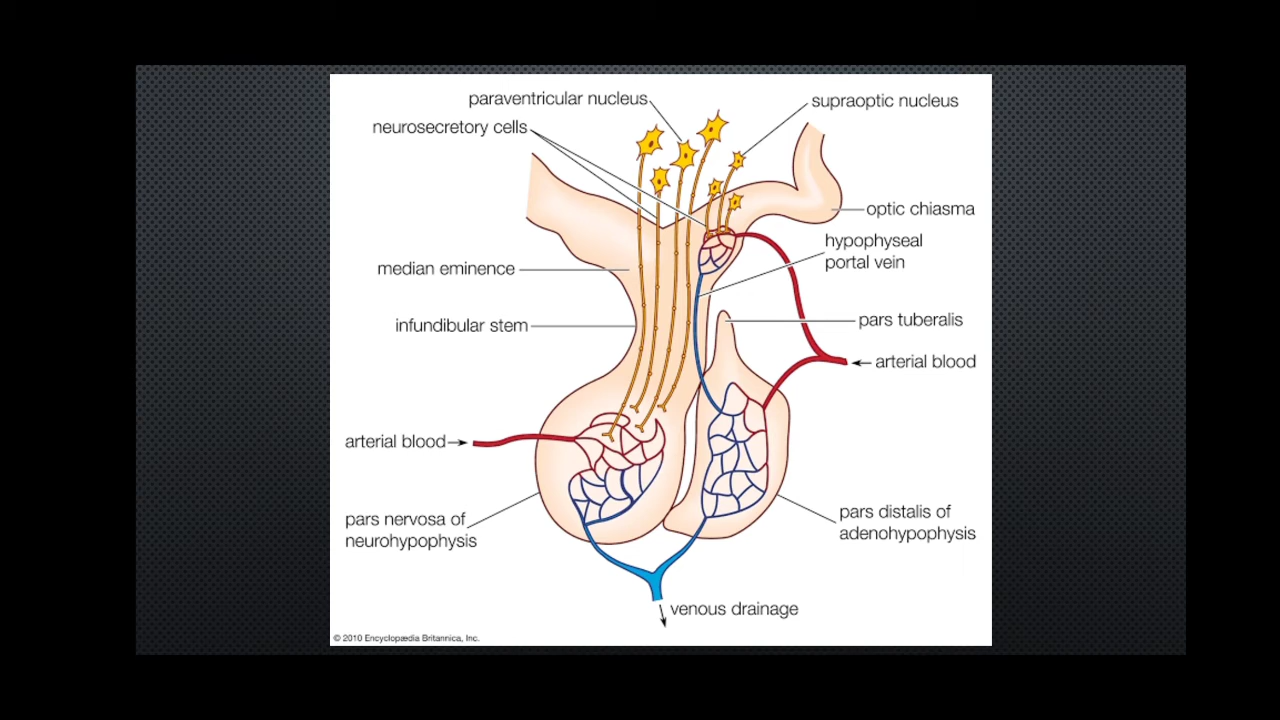 paraventricular nucleus
supraoptic nucleus
neurosecretory cells
optic chiasma
hypophyseal
portal vein
median eminence
infundibular stem
pars tuberalis
arterial blood
arterial blood
pars nervosa of
neurohypophysis
pars distalis of
adenohypophysis
venous drainage
© 2010 Encyclopædia Britannica, Inc.